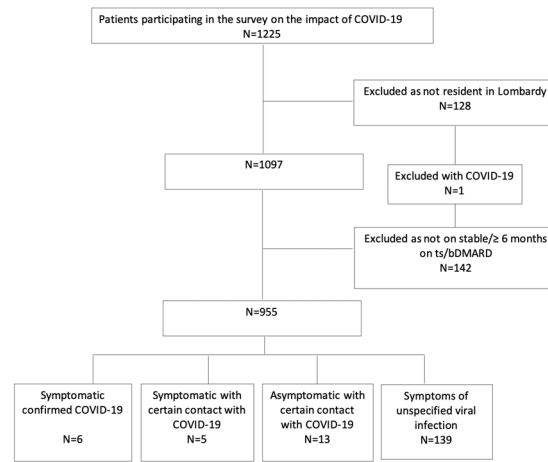 Patients participating in the survey on the impact of COVID-19
N=1225
Excluded as not resident in Lombardy
N=128
N=1097
Excluded with COVID-19
N=1
Excluded as not on stable/≥ 6 months
on ts/bDMARD
N=142
N=955
Symptomatic
confirmed COVID-19
N=6
Symptomatic with
certain contact with
COVID-19
N=5
Asymptomatic with
certain contact
with COVID-19
N=13
Symptoms of
unspecified viral
infection
N=139